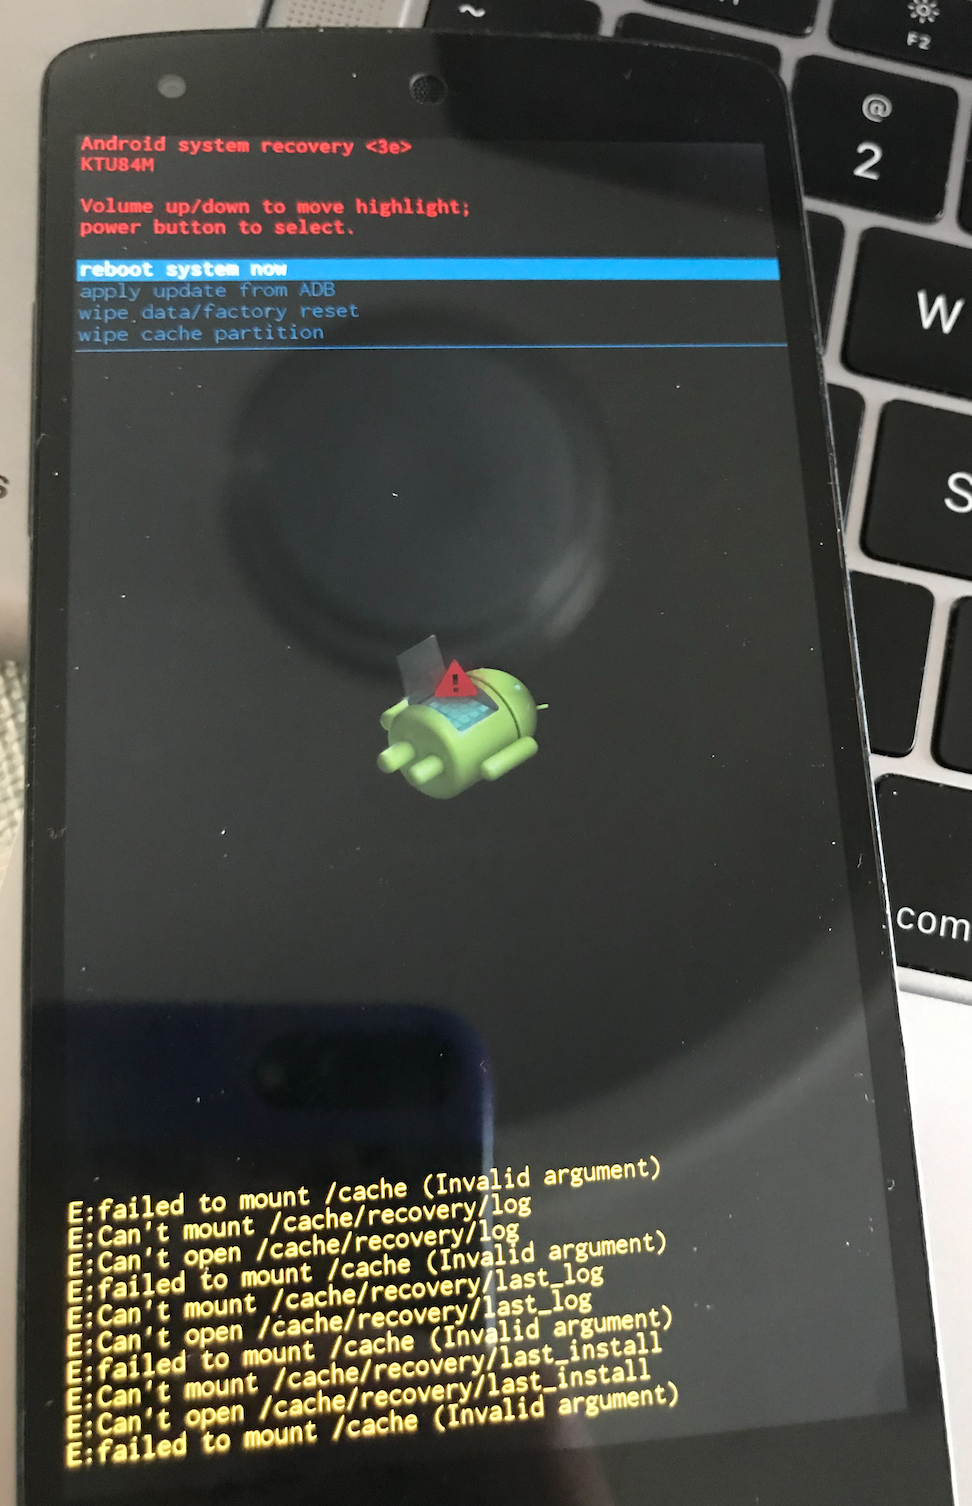 ~
F2
Android system recovery <3e>
KTU84M
@
2
Volume up/down to move highlight;
power button to select.
reboot system now
apply update from ADB
wipe data/factory reset
wipe cache partition
W
S
s
!
com
E:failed to mount /cache (Invalid argument)
E:Can't mount /cache/recovery/log
E:Can't open /cache/recovery/log
E:failed to mount /cache (Invalid argument)
E:Can't mount /cache/recovery/last_log
E:Can't open /cache/recovery/last_log
E:failed to mount /cache (Invalid argument)
E:Can't mount /cache/recovery/last_install
E:Can't open /cache/recovery/last_install
E:failed to mount /cache (Invalid argument)